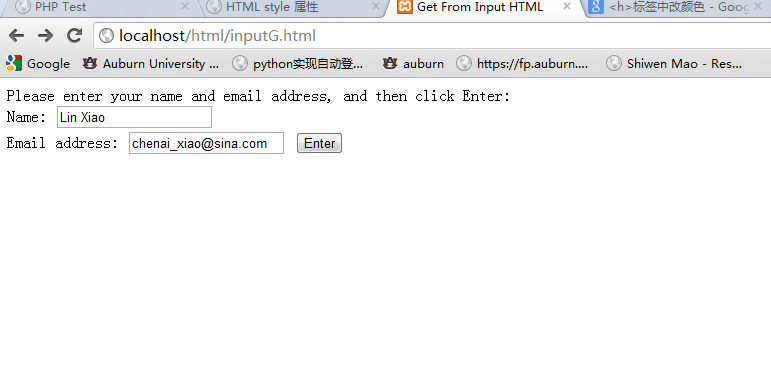 PHP Test
HTML style 属性
Get From Input HTML
<h>标签中改颜色 - Goog
localhost/html/inputG.html
Google
Auburn University ...
python实现自动登...
auburn
https://fp.auburn....
Shiwen Mao - Res...
Please enter your name and email address, and then click Enter:
Name: Lin Xiao
Email address: chenai_xiao@sina.com Enter